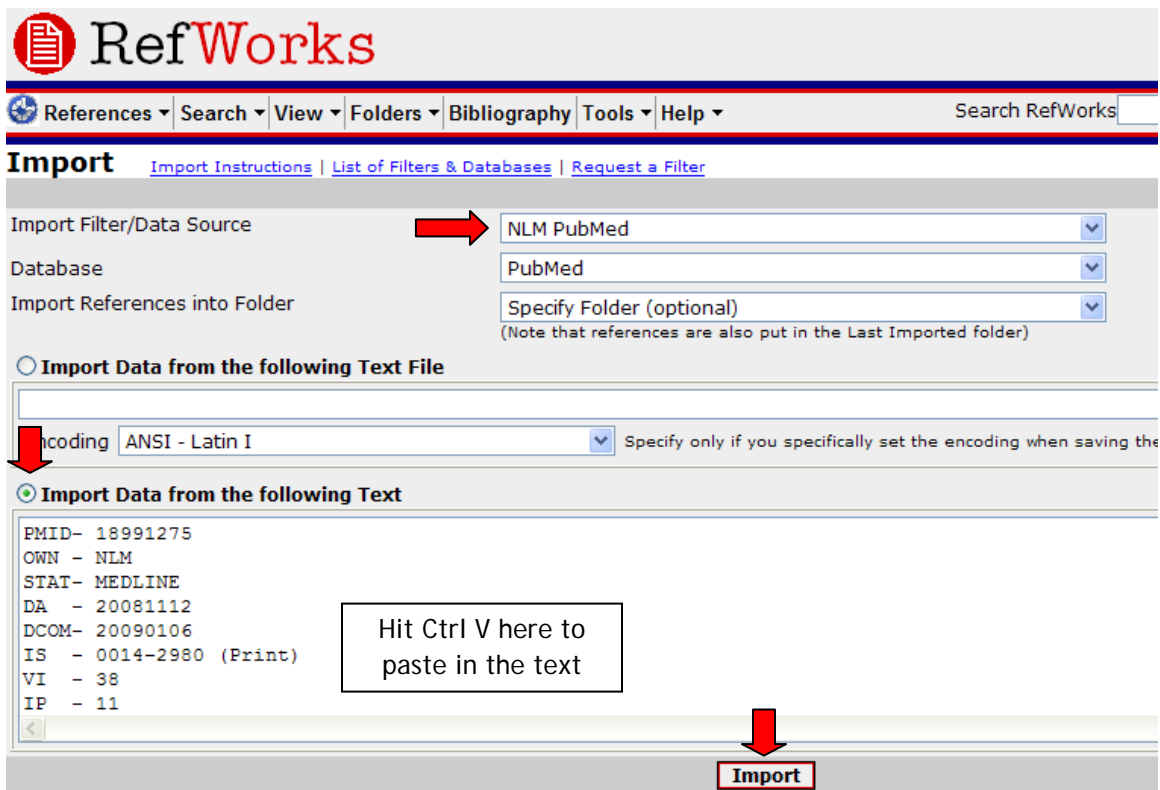 RefWorks
References Search View Folders Bibliography Tools Help Search RefWorks
Import Import Instructions | List of Filters & Databases | Request a Filter
Import Filter/Data Source NLM PubMed
Database PubMed
Import References into Folder Specify Folder (optional)
(Note that references are also put in the Last Imported folder)
Import Data from the following Text File
ncoding ANSI - Latin I Specify only if you specifically set the encoding when saving the
Import Data from the following Text
PMID- 18991275
OWN - NLM
STAT- MEDLINE
DA - 20081112
DCOM- 20090106
IS - 0014-2980 (Print)
VI - 38
IP - 11
Hit Ctrl V here to
paste in the text
Import